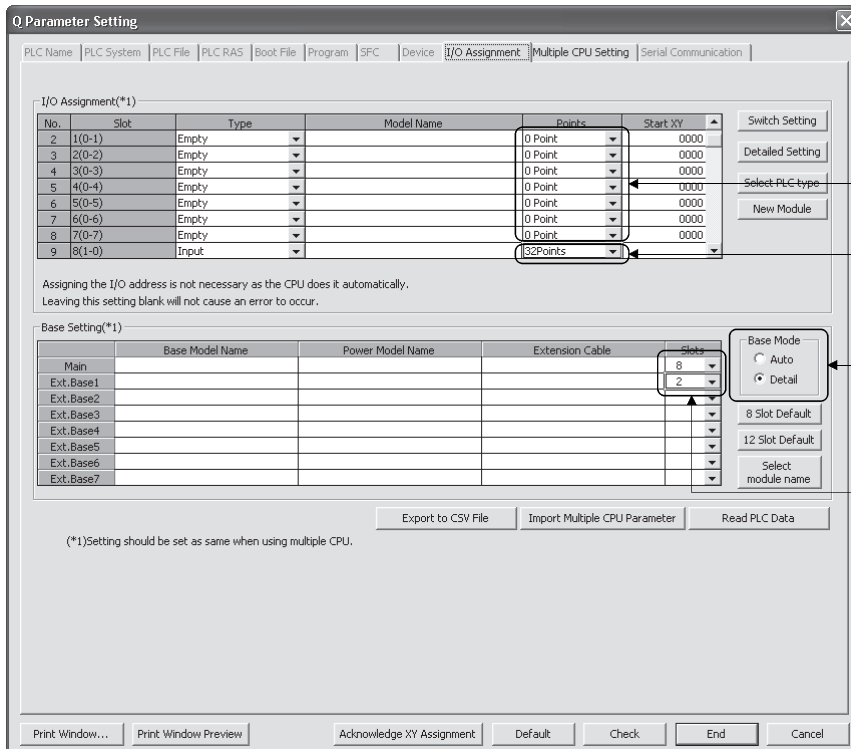 Q Parameter Setting
PLC Name PLC System PLC File PLC RAS Boot File Program SFC Device I/O Assignment Multiple CPU Setting Serial Communication
I/O Assignment(*1)
No. Slot Type Model Name Points Start XY
2 1(0-1) Empty 0 Point 0000
3 2(0-2) Empty 0 Point 0000
4 3(0-3) Empty 0 Point 0000
5 4(0-4) Empty 0 Point 0000
6 5(0-5) Empty 0 Point 0000
7 6(0-6) Empty 0 Point 0000
8 7(0-7) Empty 0 Point 0000
9 8(1-0) Input 32Points
Switch Setting
Detailed Setting
Select PLC type
New Module
Assigning the I/O address is not necessary as the CPU does it automatically.
Leaving this setting blank will not cause an error to occur.
Base Setting(*1)
Base Model Name Power Model Name Extension Cable Slots
Main 8
Ext.Base1 2
Ext.Base2
Ext.Base3
Ext.Base4
Ext.Base5
Ext.Base6
Ext.Base7
Base Mode
Auto
Detail
8 Slot Default
12 Slot Default
Select
module name
Export to CSV File Import Multiple CPU Parameter Read PLC Data
(*1)Setting should be set as same when using multiple CPU.
Print Window... Print Window Preview Acknowledge XY Assignment Default Check End Cancel